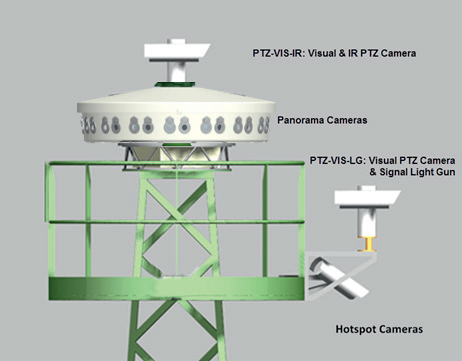 PTZ-VIS-IR: Visual & IR PTZ Camera
Panorama Cameras
PTZ-VIS-LG: Visual PTZ Camera
& Signal Light Gun
Hotspot Cameras